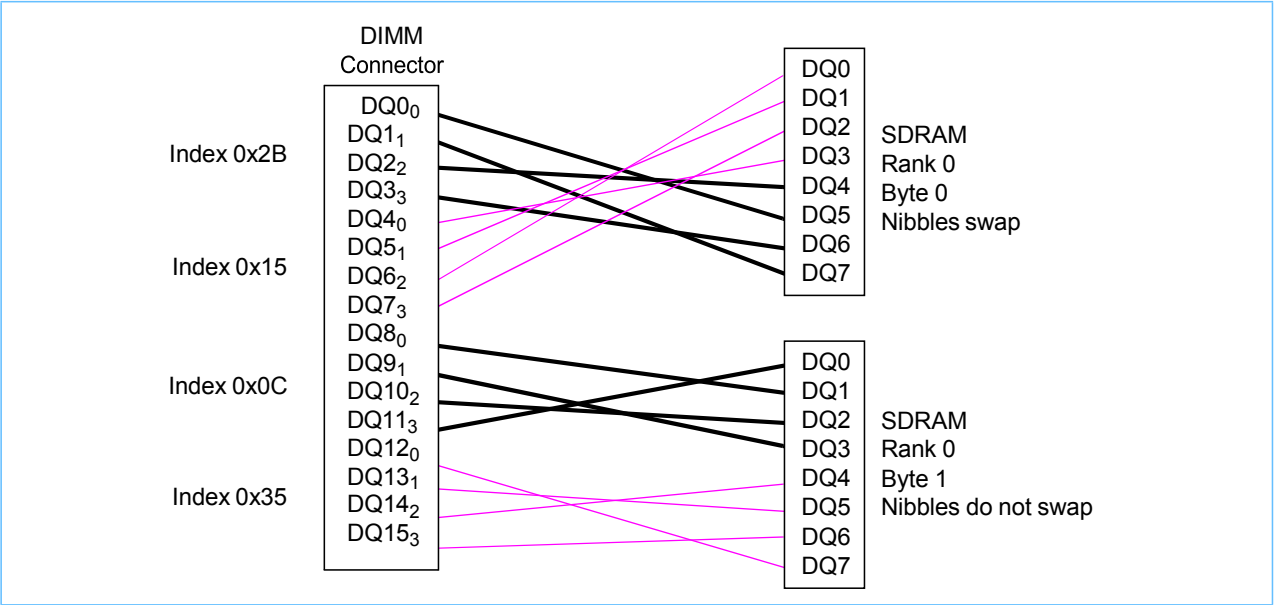 DIMM
Connector
DQ0₀
DQ1₁
DQ2₂
DQ3₃
DQ4₀
DQ5₁
DQ6₂
DQ7₃
DQ8₀
DQ9₁
DQ10₂
DQ11₃
DQ12₀
DQ13₁
DQ14₂
DQ15₃
Index 0x2B
Index 0x15
Index 0x0C
Index 0x35
DQ0
DQ1
DQ2
DQ3
DQ4
DQ5
DQ6
DQ7
SDRAM
Rank 0
Byte 0
Nibbles swap
DQ0
DQ1
DQ2
DQ3
DQ4
DQ5
DQ6
DQ7
SDRAM
Rank 0
Byte 1
Nibbles do not swap